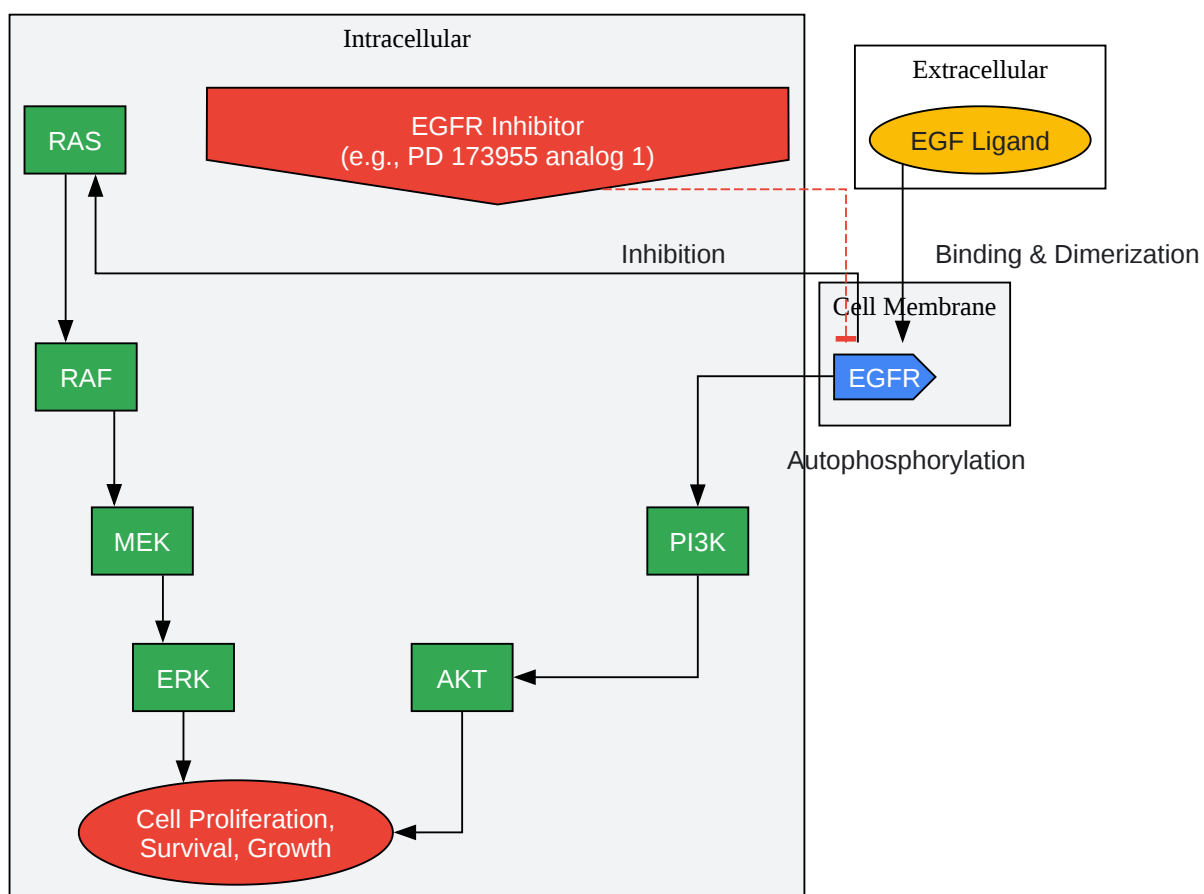 Intracellular
Extracellular
RAS
EGFR Inhibitor
(e.g., PD 173955 analog 1)
EGF Ligand
Inhibition
Binding & Dimerization
Cell Membrane
RAF
EGFR
Autophosphorylation
MEK
PI3K
ERK
AKT
Cell Proliferation,
Survival, Growth